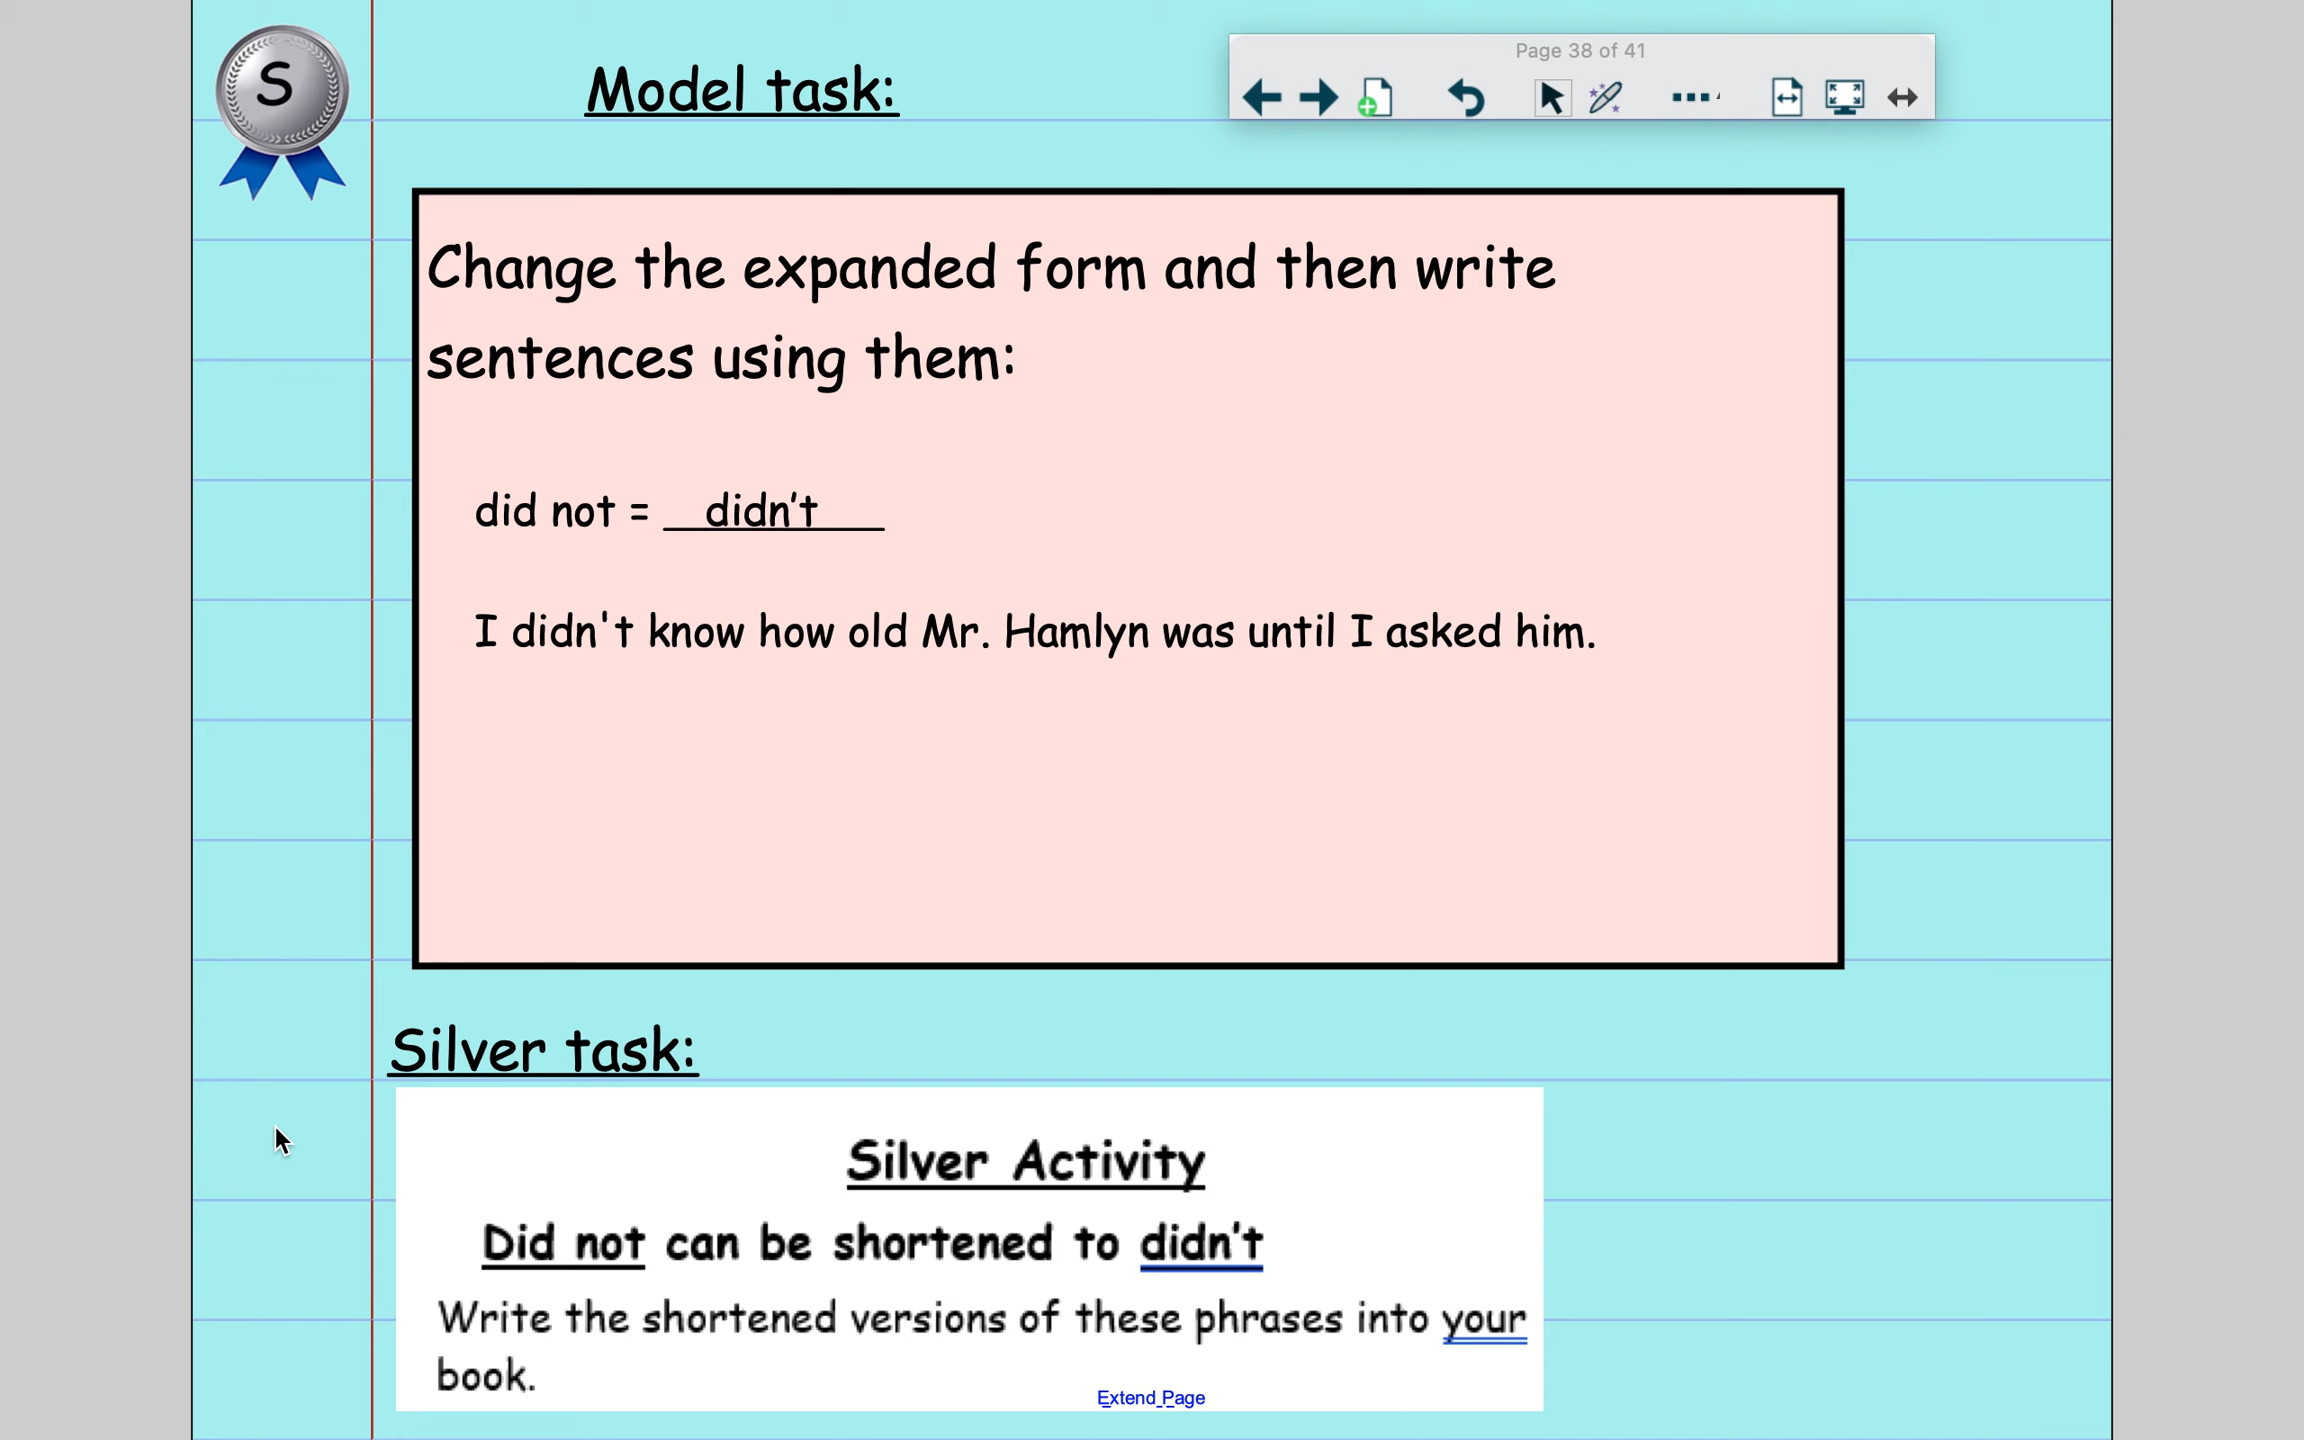 S
Model task:
Page 38 of 41
Change the expanded form and then write
sentences using them:
did not = __didn't___
I didn't know how old Mr. Hamlyn was until I asked him.
Silver task:
Silver Activity
Did not can be shortened to didn't
Write the shortened versions of these phrases into your
book.
Extend Page